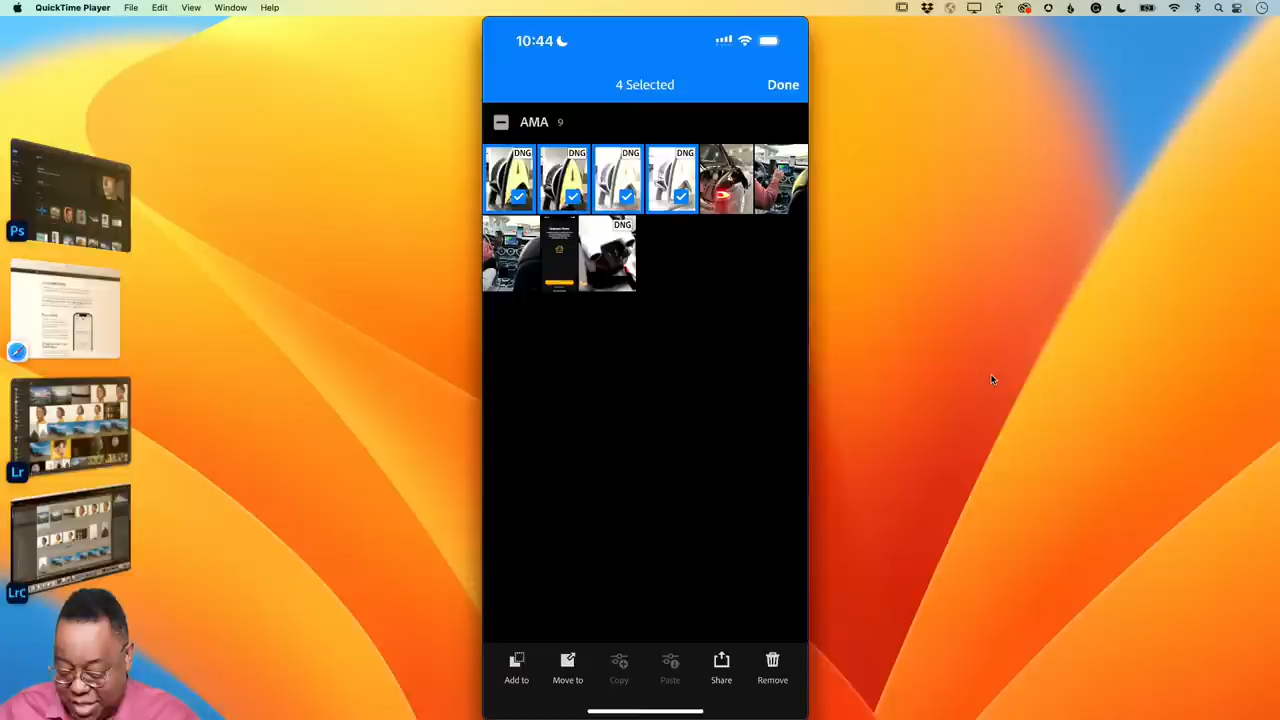 QuickTime Player File Edit View Window Help
10:44
4 Selected
Done
AMA 9
DNG DNG DNG DNG
DNG
Add to Move to Copy Paste Share Remove
Ps
Lr
LrC